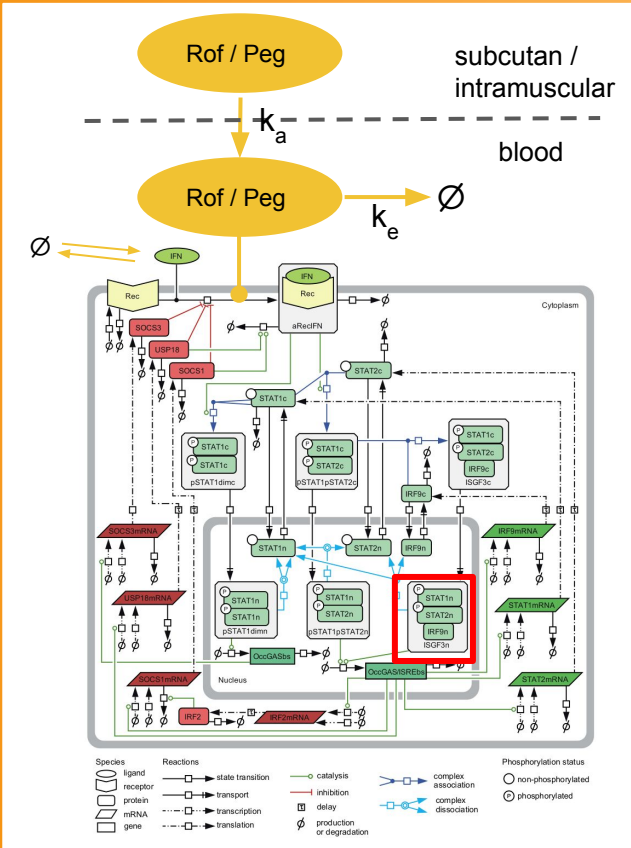 Rof / Peg
subcutan /
intramuscular
ka
blood
Rof / Peg
ke
Ø
Ø
IFN
IFN
Rec
Rec
Cytoplasm
aRecIFN
SOCS3
USP18
SOCS1
STAT2c
STAT1c
P STAT1c
P STAT1c
pSTAT1dimc
P STAT1c
P STAT2c
pSTAT1pSTAT2c
P STAT1c
P STAT2c
IRF9c
ISGF3c
IRF9c
SOCS3mRNA
IRF9mRNA
STAT1n
STAT2n
IRF9n
USP18mRNA
STAT1mRNA
P STAT1n
P STAT1n
pSTAT1dimn
P STAT1n
P STAT2n
pSTAT1pSTAT2n
P STAT1n
P STAT2n
IRF9n
ISGF3n
OccGASbs
OccGAS/ISREbs
Nucleus
SOCS1mRNA
STAT2mRNA
IRF2
IRF2mRNA
Species
ligand
receptor
protein
mRNA
gene
Reactions
state transition
transport
transcription
translation
catalysis
inhibition
delay
production
or degradation
complex
association
complex
dissociation
Phosphorylation status
non-phosphorylated
P phosphorylated